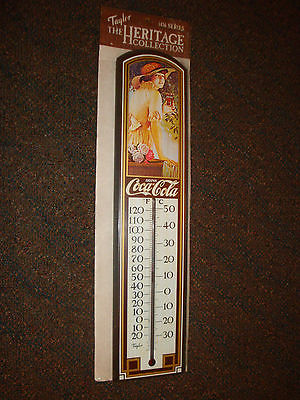 Taylor
THE HERITAGE
COLLECTION
DRINK
Coca-Cola
°F °C
120 50
110
100 40
90 30
80
70 20
60
50 10
40
30 0
20
10 10
0
10 20
20 30
Taylor